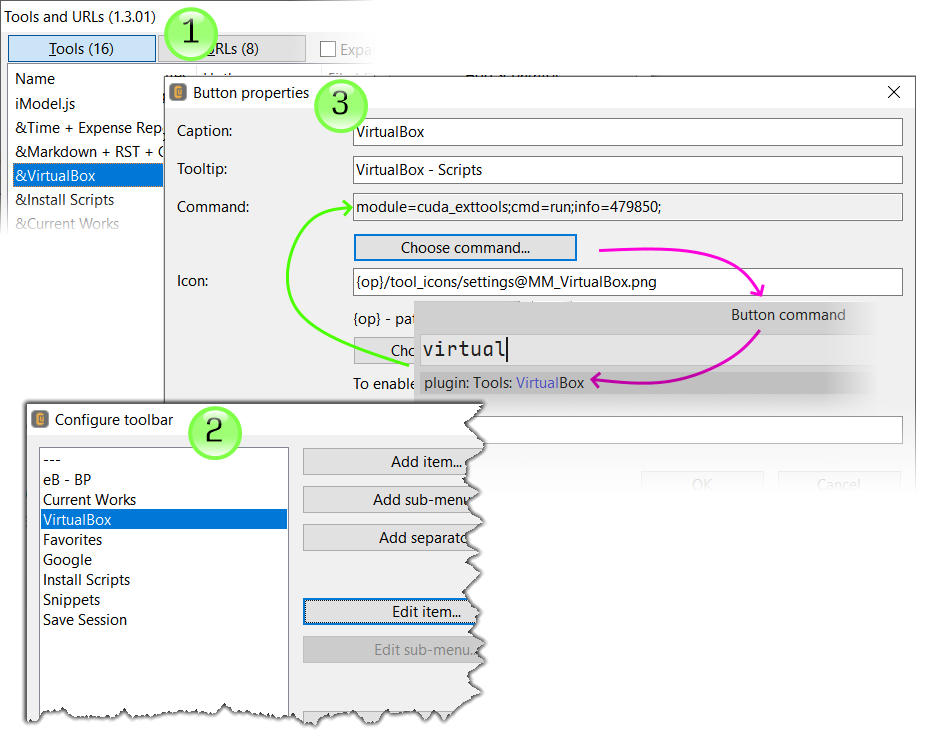 Tools and URLs (1.3.01)
1
Tools (16)
RLs (8)
Expa
Name
iModel.js
&Time + Expense Rep
&Markdown + RST + C
&VirtualBox
&Install Scripts
&Current Works
Button properties
3
Caption:
VirtualBox
Tooltip:
VirtualBox - Scripts
Command:
module=cuda_exttools;cmd=run;info=479850;
Choose command...
Icon:
{op}/tool_icons/settings@MM_VirtualBox.png
{op} - pat
Cho
To enable
Button command
virtual
plugin: Tools: VirtualBox
OK
Cancel
Configure toolbar
2
---
eB - BP
Current Works
VirtualBox
Favorites
Google
Install Scripts
Snippets
Save Session
Add item...
Add sub-menu
Add separato
Edit item...
Edit sub-menu..